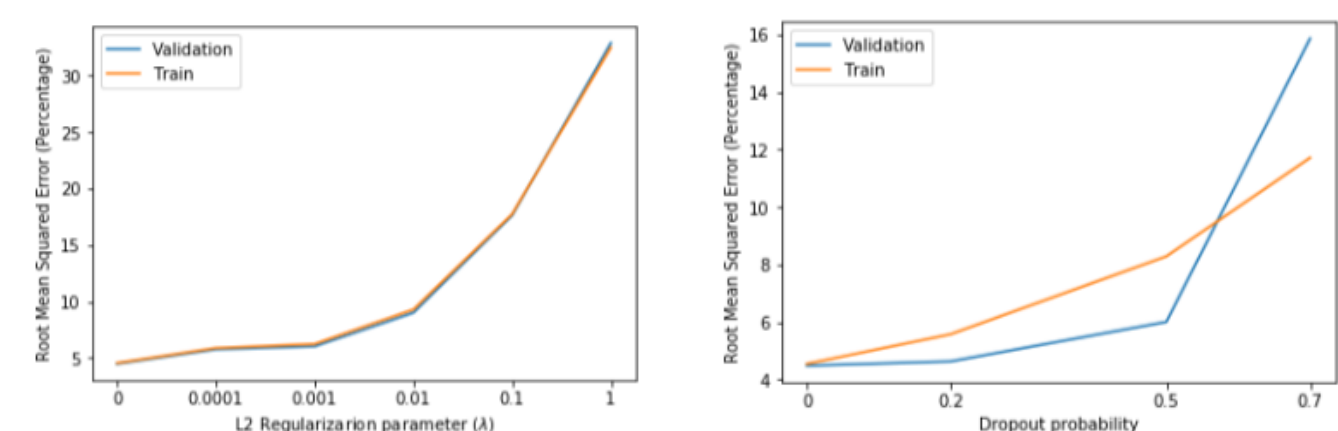 Validation
Train
Root Mean Squared Error (Percentage)
30
25
20
15
10
5
0 0.0001 0.001 0.01 0.1 1
L2 Regularizarion parameter (λ)
Validation
Train
Root Mean Squared Error (Percentage)
16
14
12
10
8
6
4
0 0.2 0.5 0.7
Dropout probability